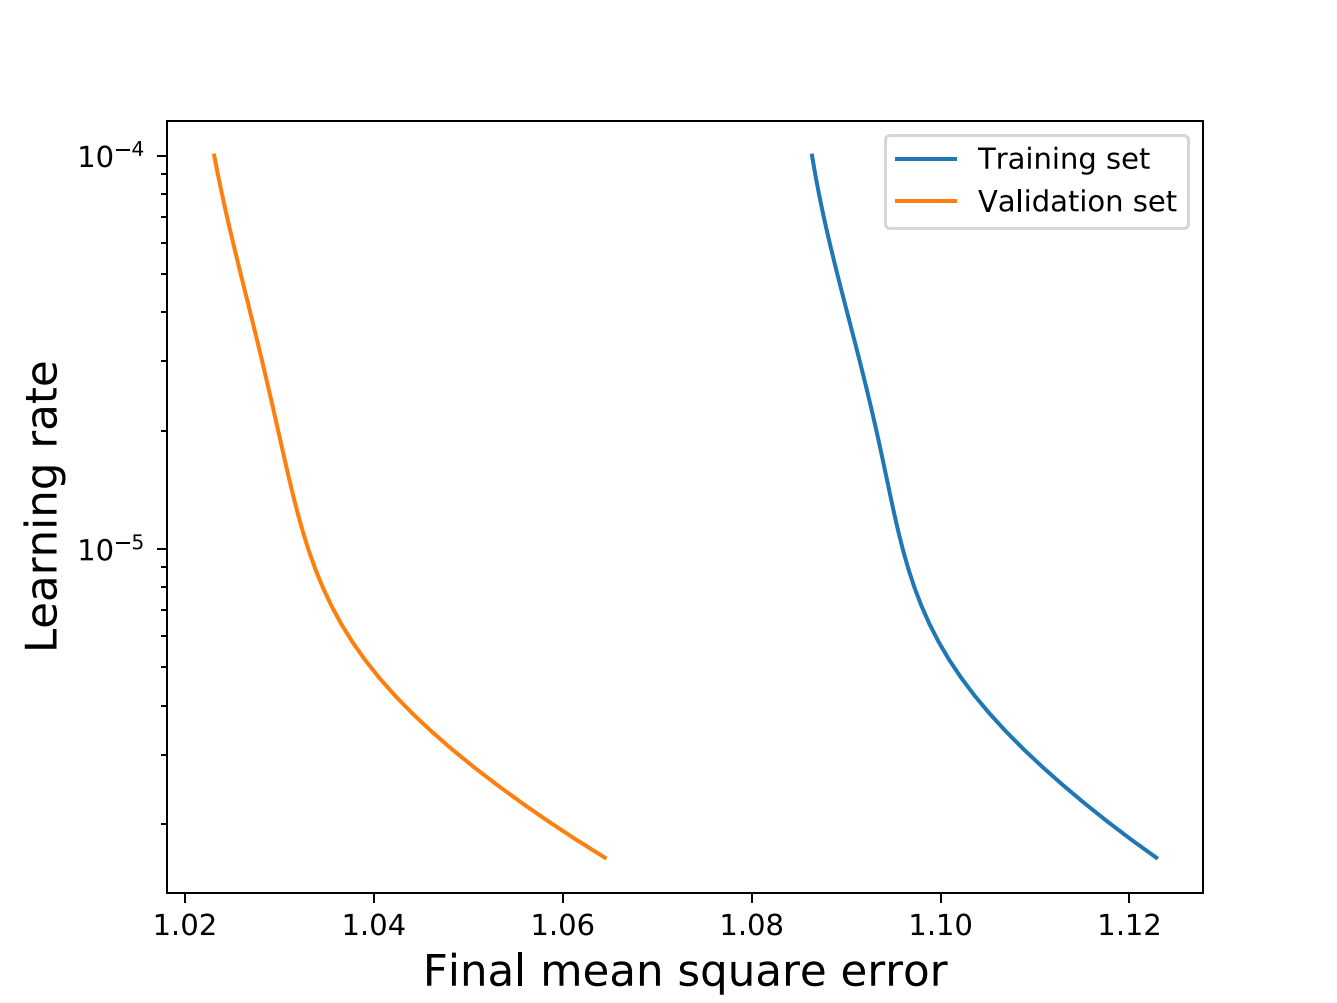 Training set
Validation set
10⁻⁴
10⁻⁵
Learning rate
1.02 1.04 1.06 1.08 1.10 1.12
Final mean square error